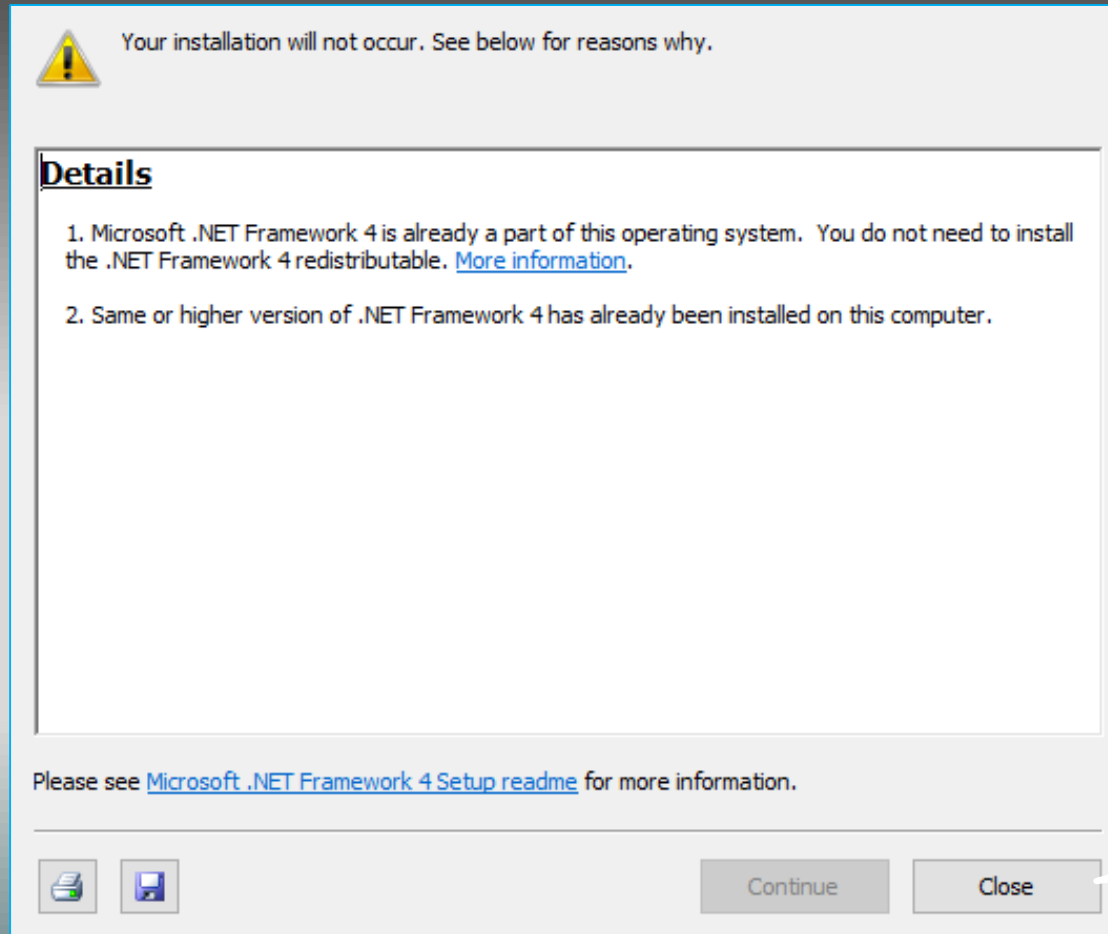 Your installation will not occur. See below for reasons why.
Details
1. Microsoft .NET Framework 4 is already a part of this operating system.  You do not need to install
the .NET Framework 4 redistributable. More information.
2. Same or higher version of .NET Framework 4 has already been installed on this computer.
Please see Microsoft .NET Framework 4 Setup readme for more information.
Continue
Close